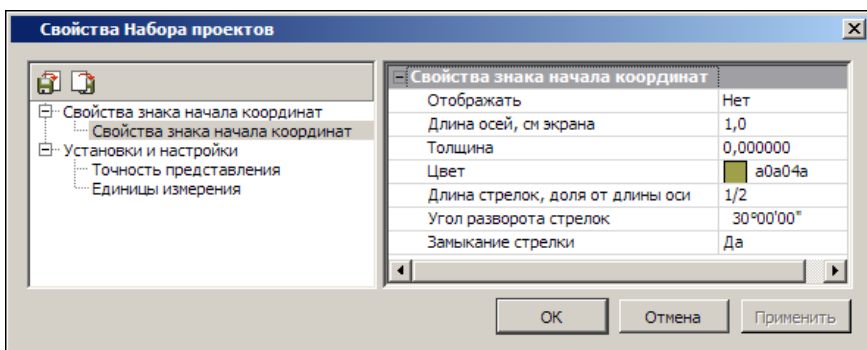 Свойства Набора проектов
Свойства знака начала координат
Свойства знака начала координат
Установки и настройки
Точность представления
Единицы измерения
Свойства знака начала координат
Отображать Нет
Длина осей, см экрана 1,0
Толщина 0,000000
Цвет a0a04a
Длина стрелок, доля от длины оси 1/2
Угол разворота стрелок 30°00'00"
Замыкание стрелки Да
ОК Отмена Применить